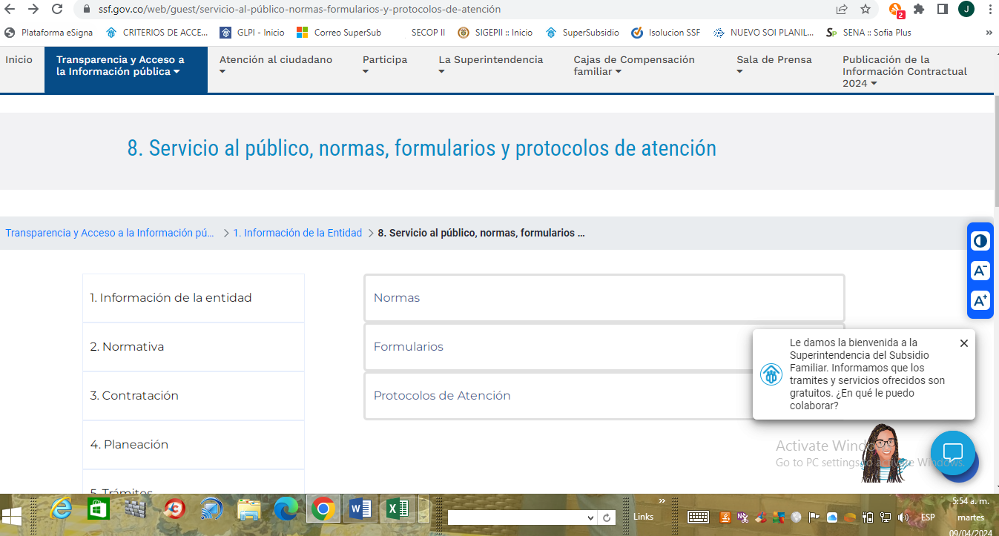 ssf.gov.co/web/guest/servicio-al-público-normas-formularios-y-protocolos-de-atención
2
J
Plataforma eSigna
CRITERIOS DE ACCE...
GLPI - Inicio
Correo SuperSub
SECOP II
SIGEPII :: Inicio
SuperSubsidio
Isolucion SSF
NUEVO SOI PLANIL...
SENA :: Sofia Plus
»
Inicio
Transparencia y Acceso a
la Información pública
Atención al ciudadano
Participa
La Superintendencia
Cajas de Compensación
familiar
Sala de Prensa
Publicación de la
Información Contractual
2024
8. Servicio al público, normas, formularios y protocolos de atención
Transparencia y Acceso a la Información pú... > 1. Información de la Entidad > 8. Servicio al público, normas, formularios ...
1. Información de la entidad
2. Normativa
3. Contratación
4. Planeación
5. Trámites
Normas
Formularios
Protocolos de Atención
A-
A+
Le damos la bienvenida a la
Superintendencia del Subsidio
Familiar. Informamos que los
tramites y servicios ofrecidos son
gratuitos. ¿En qué le puedo
colaborar?
Activate Windo
Go to PC settings to activate Windows.
Links
»
ESP
5:54 a. m.
martes
09/04/2024